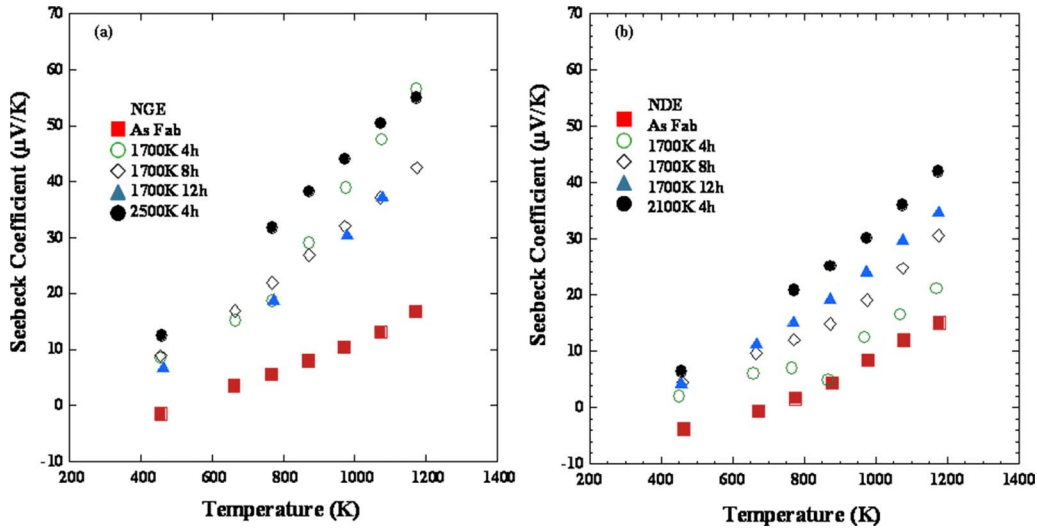 70
60
50
40
30
20
10
0
-10
200
400
600
800
1000
1200
1400
Seebeck Coefficient (µV/K)
Temperature (K)
(a)
NGE
As Fab
1700K 4h
1700K 8h
1700K 12h
2500K 4h
70
60
50
40
30
20
10
0
-10
200
400
600
800
1000
1200
1400
Seebeck Coefficient (µV/K)
Temperature (K)
(b)
NDE
As Fab
1700K 4h
1700K 8h
1700K 12h
2100K 4h